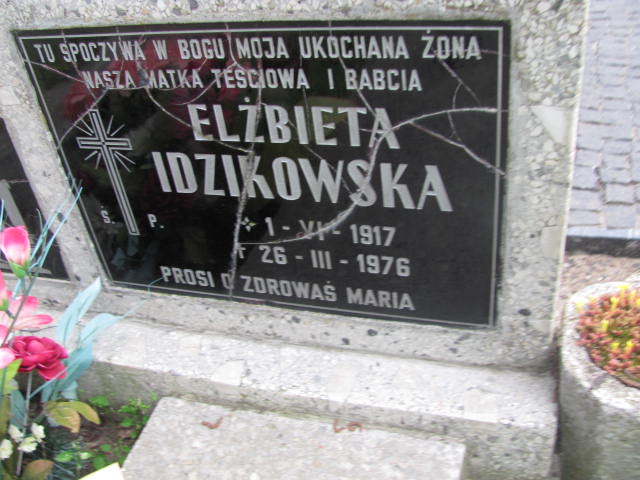 TU SPOCZYWA W BOGU MOJA UKOCHANA ŻONA
NASZA MATKA TEŚCIOWA I BABCIA
ELŻBIETA
IDZIKOWSKA
Ś. P.
1 - VI - 1917
26 - III - 1976
PROSI O ZDROWAŚ MARIA